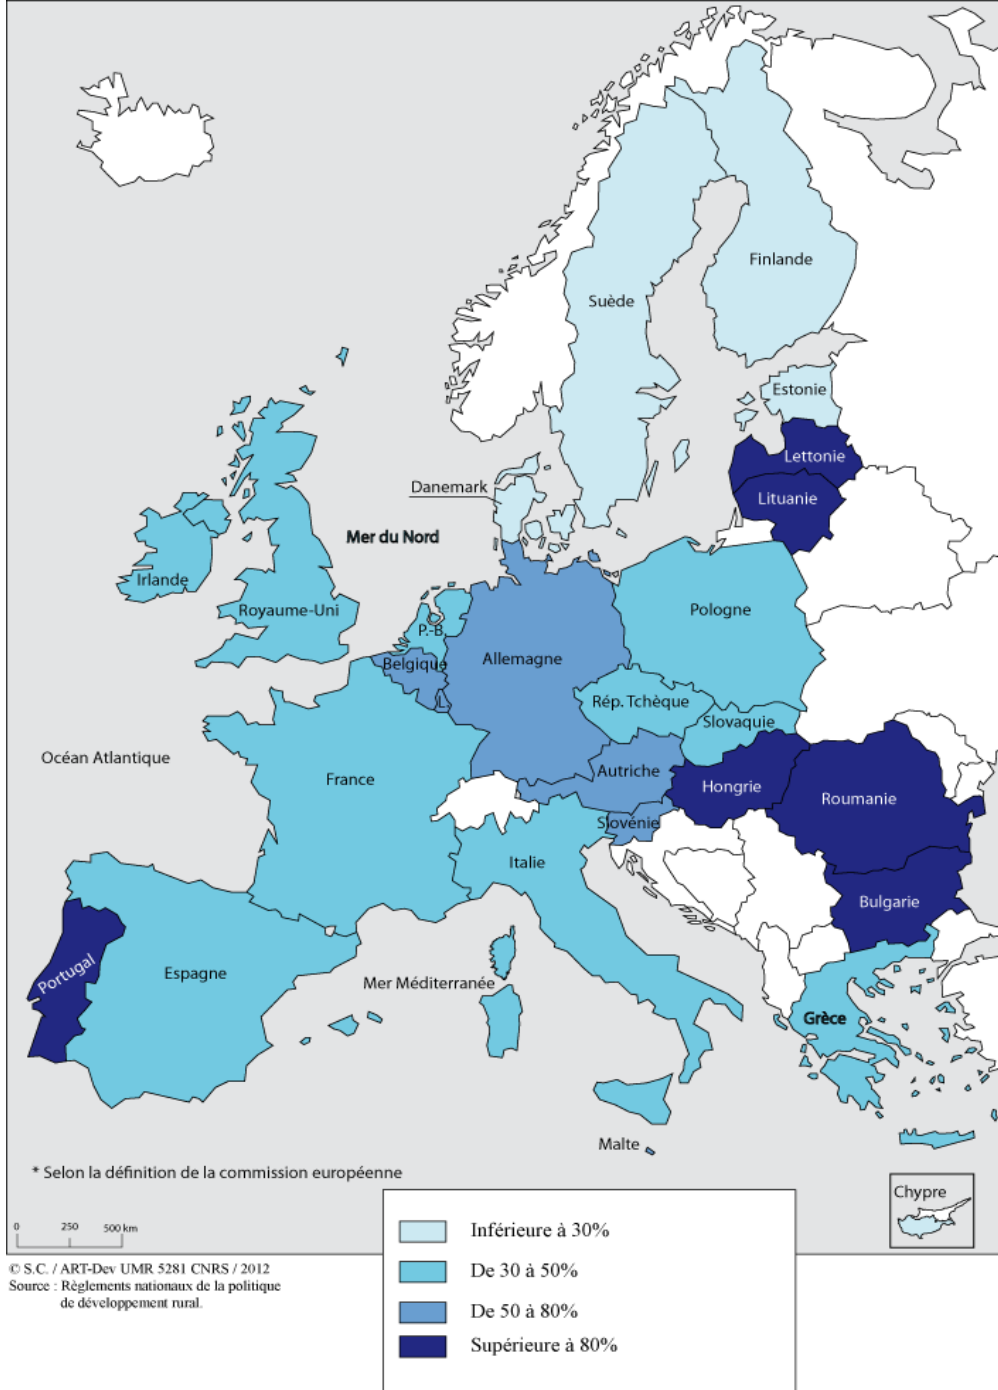 Finlande
Suède
Estonie
Lettonie
Danemark
Lituanie
Mer du Nord
Irlande
Royaume-Uni
Pologne
P.-B.
Belgique
Allemagne
L.
Rép. Tchèque
Slovaquie
Océan Atlantique
France
Autriche
Hongrie
Roumanie
Slovénie
Italie
Bulgarie
Portugal
Espagne
Mer Méditerranée
Grèce
Malte
* Selon la définition de la commission européenne
Chypre
0 250 500 km
© S.C. / ART-Dev UMR 5281 CNRS / 2012
Source : Règlements nationaux de la politique
de développement rural.
Inférieure à 30%
De 30 à 50%
De 50 à 80%
Supérieure à 80%